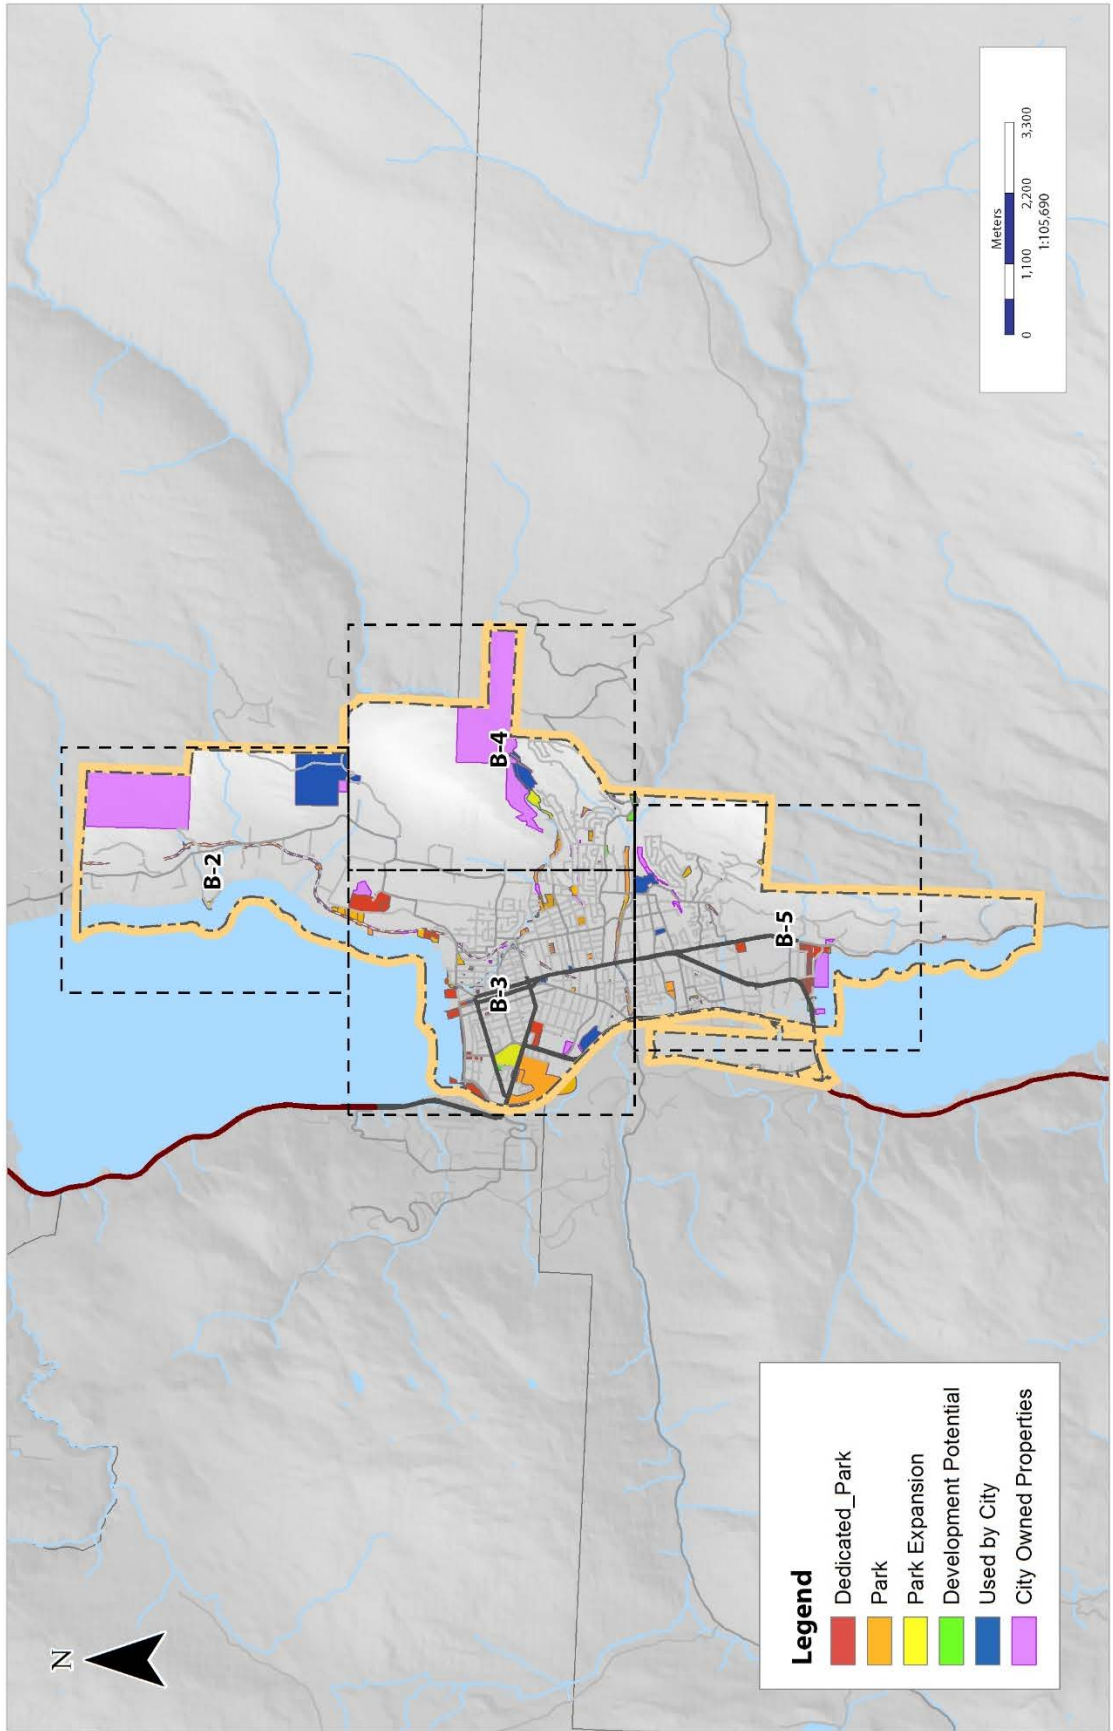 N
B-2
B-4
B-3
B-5
Legend
Dedicated_Park
Park
Park Expansion
Development Potential
Used by City
City Owned Properties
Meters
0 1,100 2,200 3,300
1:105,690